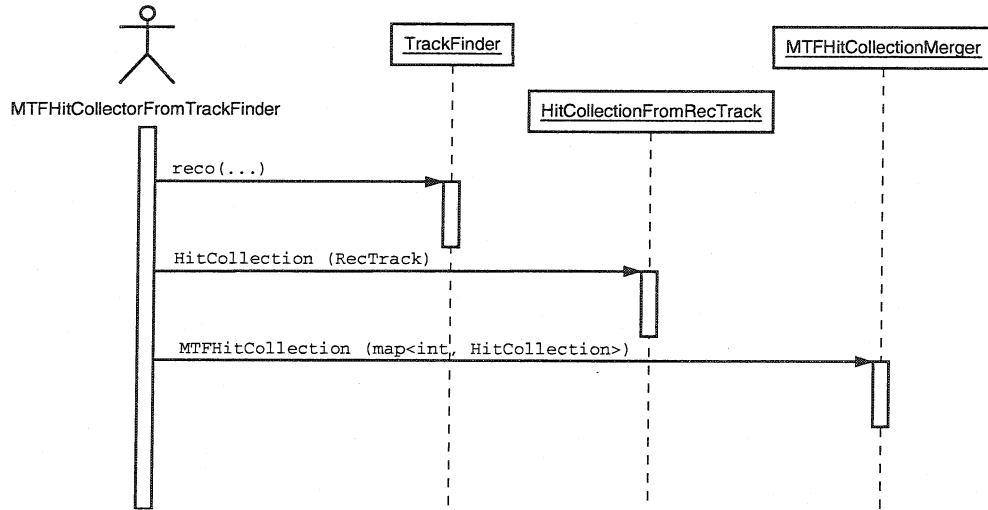 TrackFinder
MTFHitCollectionMerger
MTFHitCollectorFromTrackFinder
HitCollectionFromRecTrack
reco(...)
HitCollection (RecTrack)
MTFHitCollection (map<int, HitCollection>)